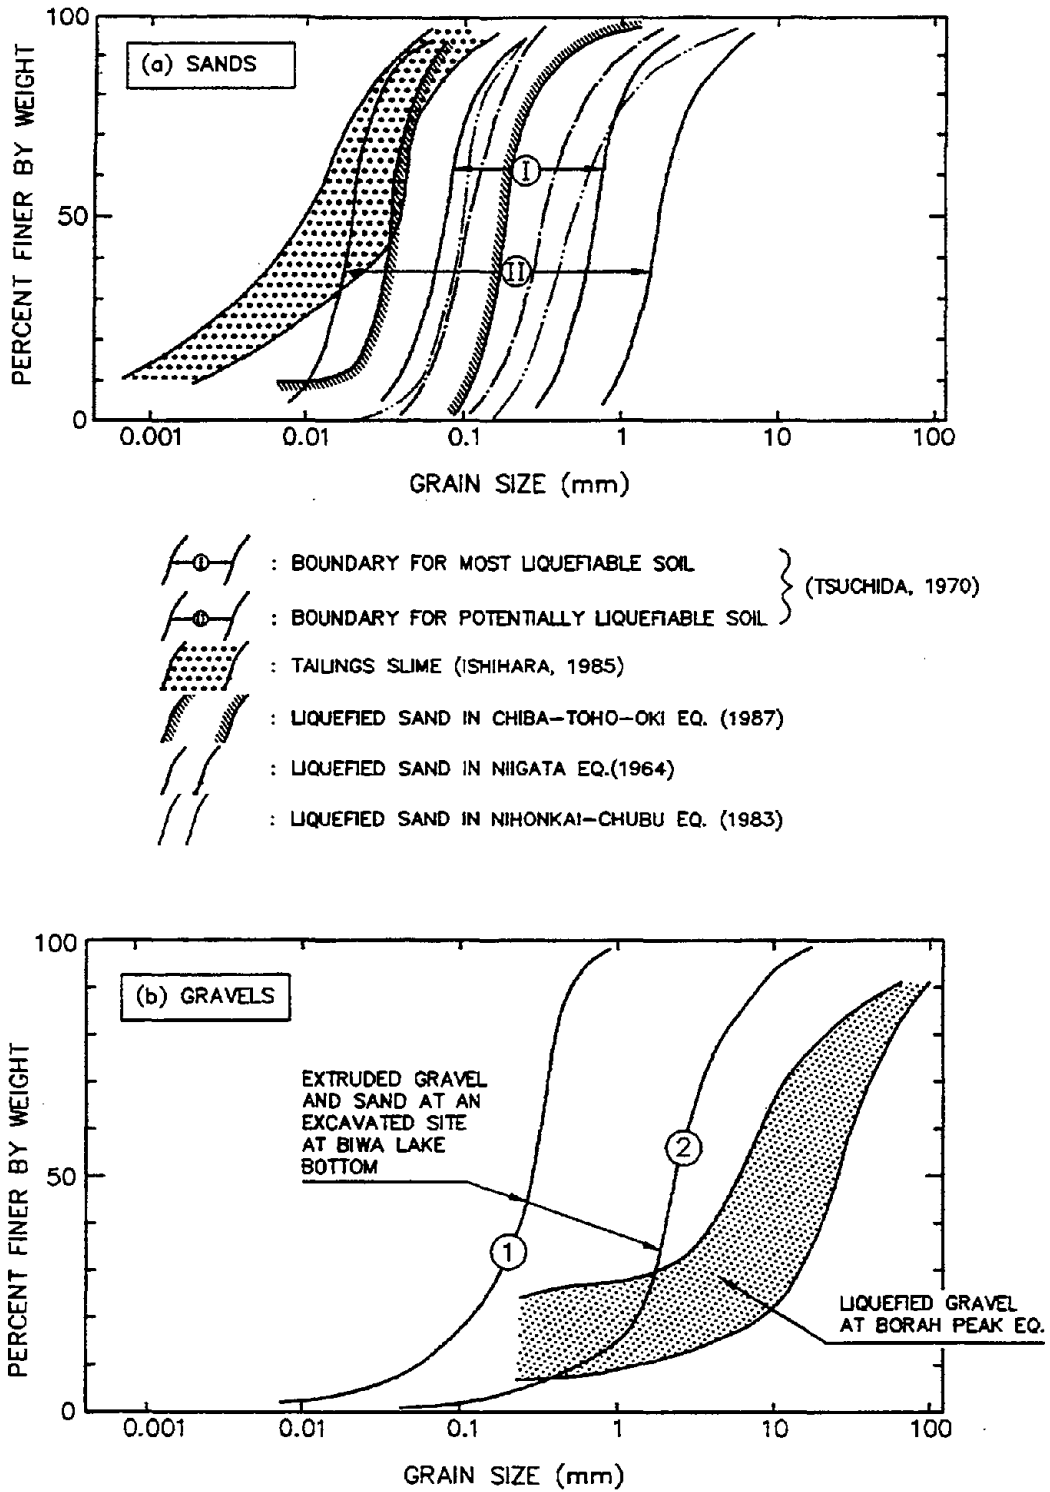 100
(a) SANDS
PERCENT FINER BY WEIGHT
I
50
II
0
0.001 0.01 0.1 1 10 100
GRAIN SIZE (mm)
I : BOUNDARY FOR MOST LIQUEFIABLE SOIL
(TSUCHIDA, 1970)
II : BOUNDARY FOR POTENTIALLY LIQUEFIABLE SOIL
: TAILINGS SLIME (ISHIHARA, 1985)
: LIQUEFIED SAND IN CHIBA-TOHO-OKI EQ. (1987)
: LIQUEFIED SAND IN NIIGATA EQ.(1964)
: LIQUEFIED SAND IN NIHONKAI-CHUBU EQ. (1983)
100
(b) GRAVELS
PERCENT FINER BY WEIGHT
EXTRUDED GRAVEL
AND SAND AT AN
EXCAVATED SITE
AT BIWA LAKE
BOTTOM
2
50
1
LIQUEFIED GRAVEL
AT BORAH PEAK EQ.
0
0.001 0.01 0.1 1 10 100
GRAIN SIZE (mm)